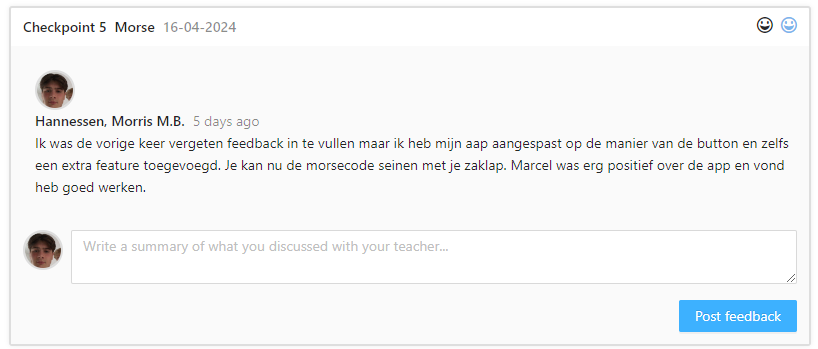 Checkpoint 5 Morse 16-04-2024
Hannessen, Morris M.B. 5 days ago
Ik was de vorige keer vergeten feedback in te vullen maar ik heb mijn aap aangespast op de manier van de button en zelfs
een extra feature toegevoegd. Je kan nu de morsecode seinen met je zaklap. Marcel was erg positief over de app en vond
heb goed werken.
Write a summary of what you discussed with your teacher...
Post feedback